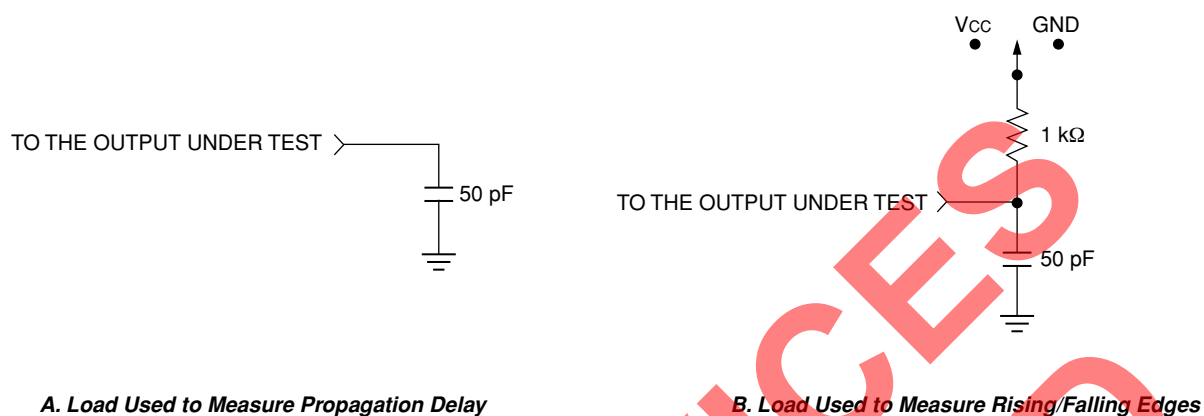 VCC GND
1 kΩ
TO THE OUTPUT UNDER TEST
50 pF
TO THE OUTPUT UNDER TEST
50 pF
A. Load Used to Measure Propagation Delay
B. Load Used to Measure Rising/Falling Edges